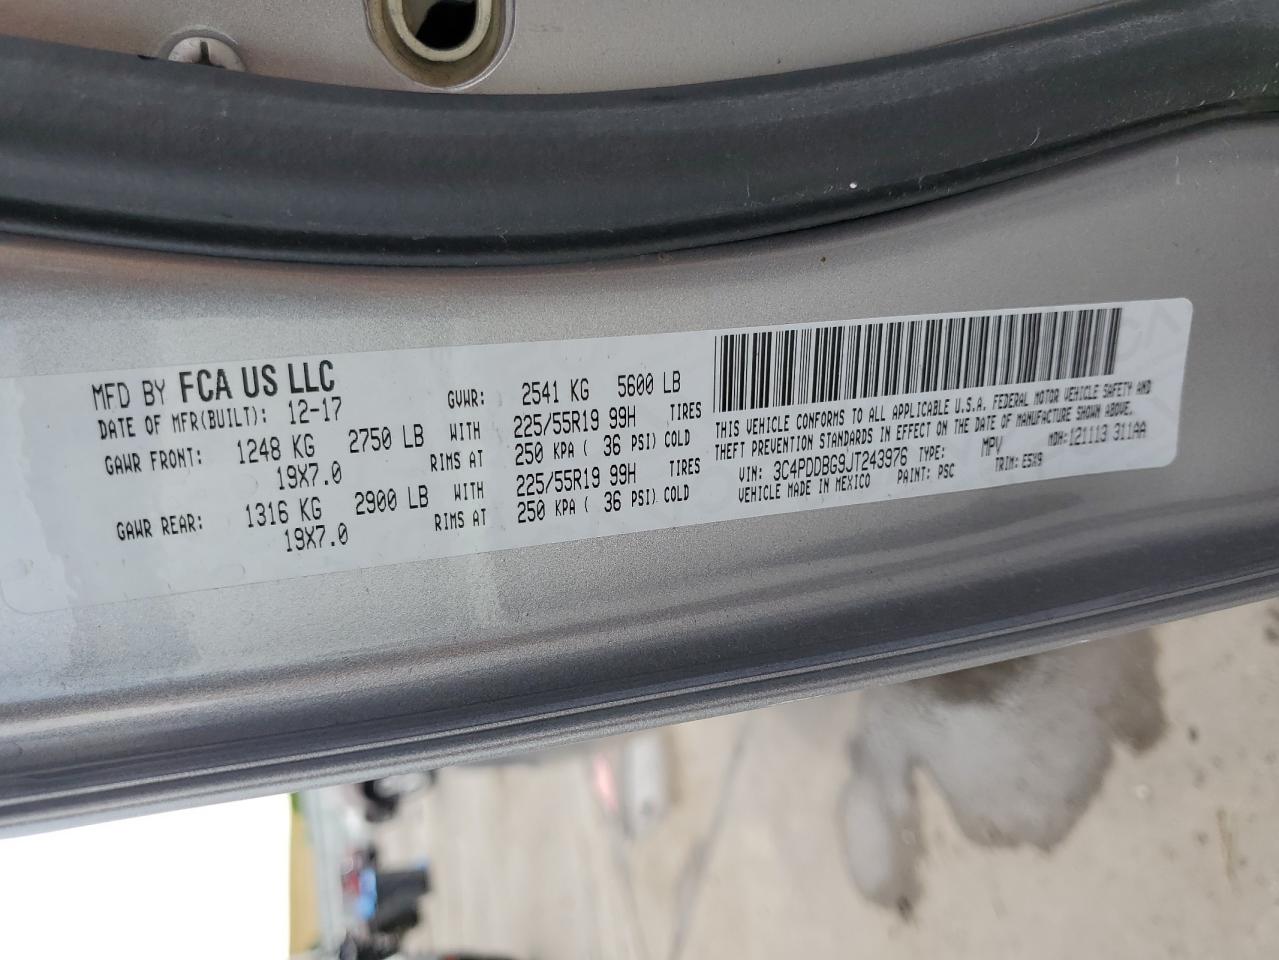 MFD BY FCA US LLC
DATE OF MFR(BUILT): 12-17
GVWR: 2541 KG 5600 LB
GAWR FRONT: 1248 KG 2750 LB WITH 225/55R19 99H TIRES
19X7.0 RIMS AT 250 KPA ( 36 PSI) COLD
GAWR REAR: 1316 KG 2900 LB WITH 225/55R19 99H TIRES
19X7.0 RIMS AT 250 KPA ( 36 PSI) COLD
THIS VEHICLE CONFORMS TO ALL APPLICABLE U.S.A. FEDERAL MOTOR VEHICLE SAFETY AND
THEFT PREVENTION STANDARDS IN EFFECT ON THE DATE OF MANUFACTURE SHOWN ABOVE.
VIN: 3C4PDDBG9JT243976 TYPE: MPV MDH:121113 311AA
VEHICLE MADE IN MEXICO PAINT: PSC TRIM: E5X9